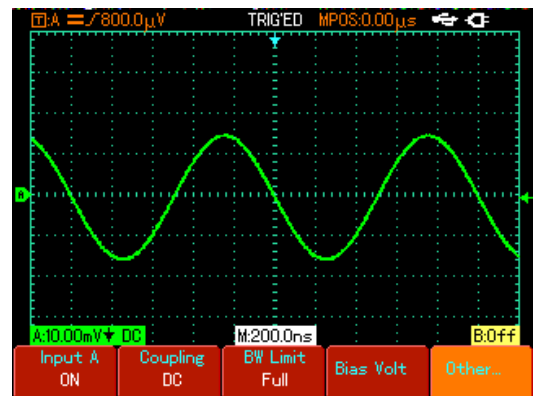 T:A 800.0µV TRIG'ED MPOS:0.00µs
A
A:10.00mV DC M:200.0ns B:Off
Input A Coupling BW Limit Bias Volt Other...
ON DC Full